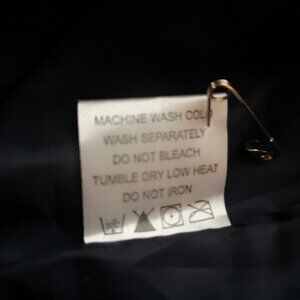 MACHINE WASH COLD
WASH SEPARATELY
DO NOT BLEACH
TUMBLE DRY LOW HEAT
DO NOT IRON